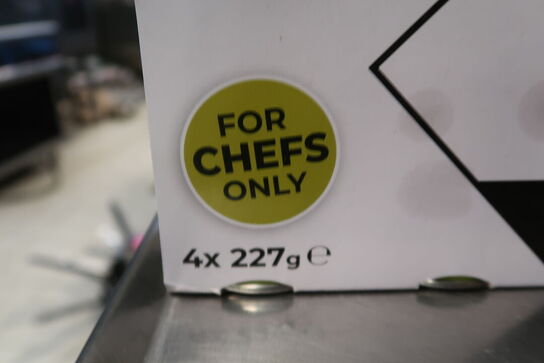 FOR
CHEFS
ONLY
4x 227g ℮